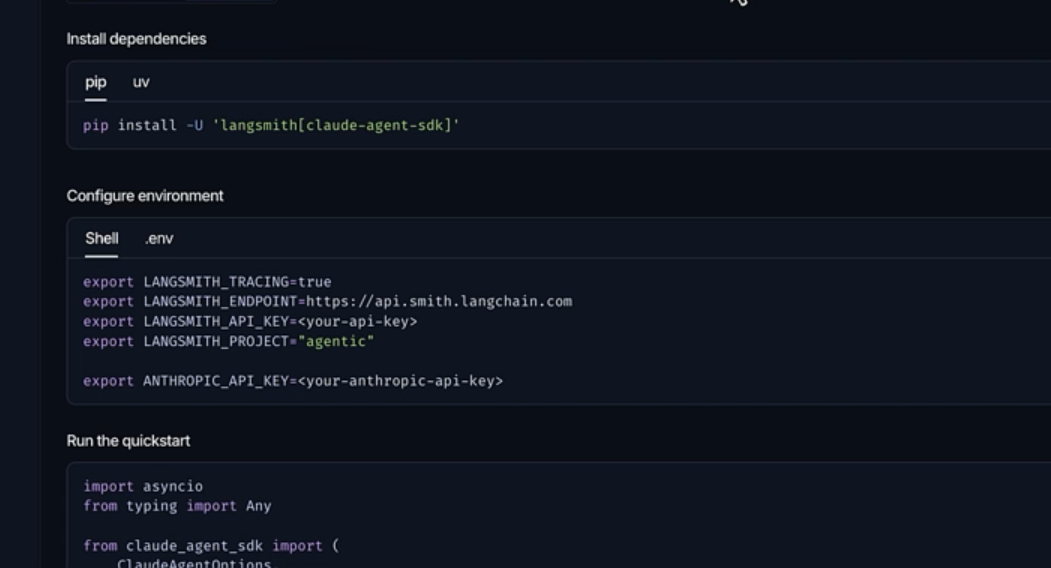 Install dependencies
pip uv
pip install -U 'langsmith[claude-agent-sdk]'
Configure environment
Shell .env
export LANGSMITH_TRACING=true
export LANGSMITH_ENDPOINT=https://api.smith.langchain.com
export LANGSMITH_API_KEY=<your-api-key>
export LANGSMITH_PROJECT="agentic"
export ANTHROPIC_API_KEY=<your-anthropic-api-key>
Run the quickstart
import asyncio
from typing import Any
from claude_agent_sdk import (
ClaudeAgentOptions,